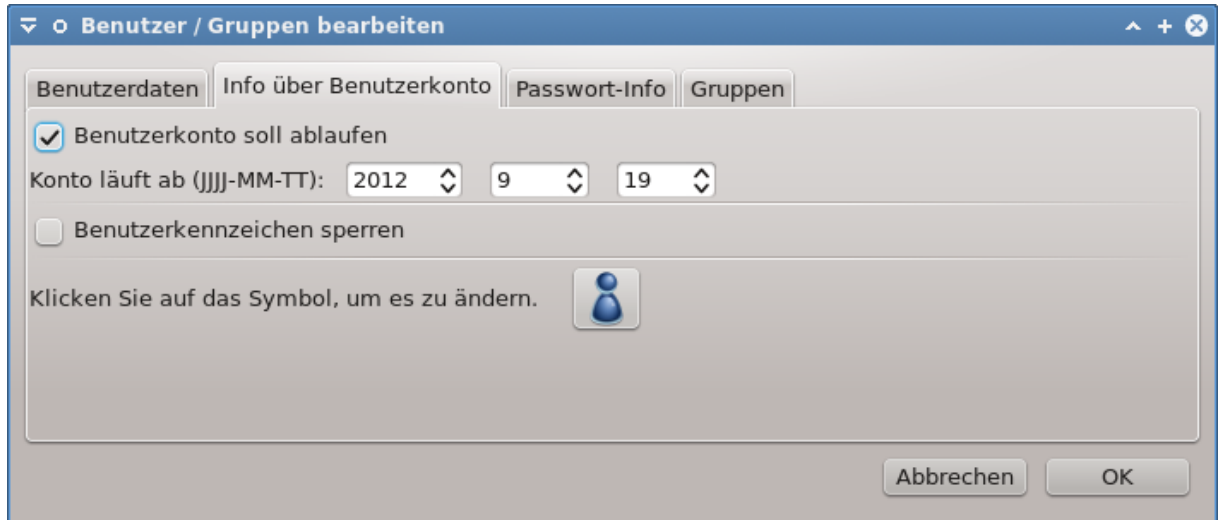 Benutzer / Gruppen bearbeiten
Benutzerdaten Info über Benutzerkonto Passwort-Info Gruppen
Benutzerkonto soll ablaufen
Konto läuft ab (JJJJ-MM-TT): 2012 9 19
Benutzerkennzeichen sperren
Klicken Sie auf das Symbol, um es zu ändern.
Abbrechen OK